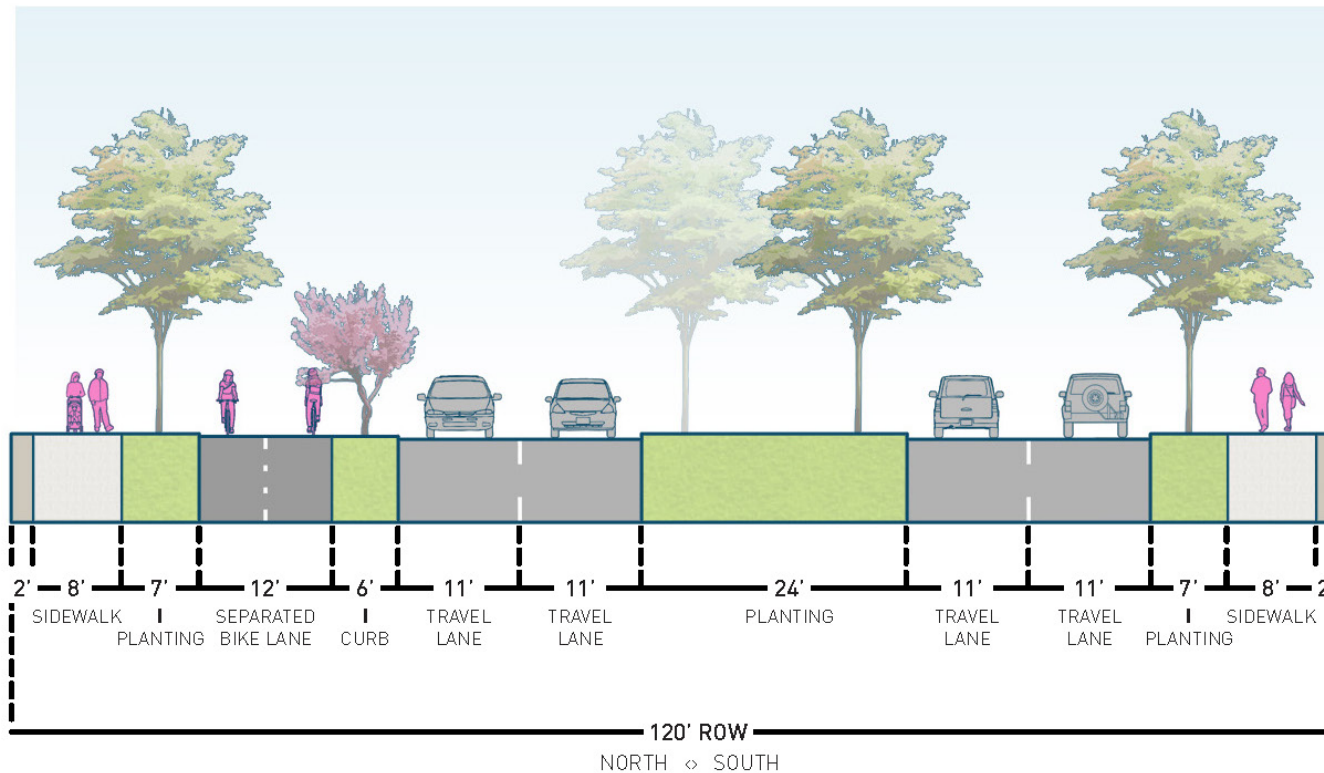 2' 8' 7' 12' 6' 11' 11' 24' 11' 11' 7' 8' 2
SIDEWALK SEPARATED TRAVEL TRAVEL PLANTING TRAVEL TRAVEL SIDEWALK
PLANTING BIKE LANE CURB LANE LANE LANE LANE PLANTING
120' ROW
NORTH <> SOUTH